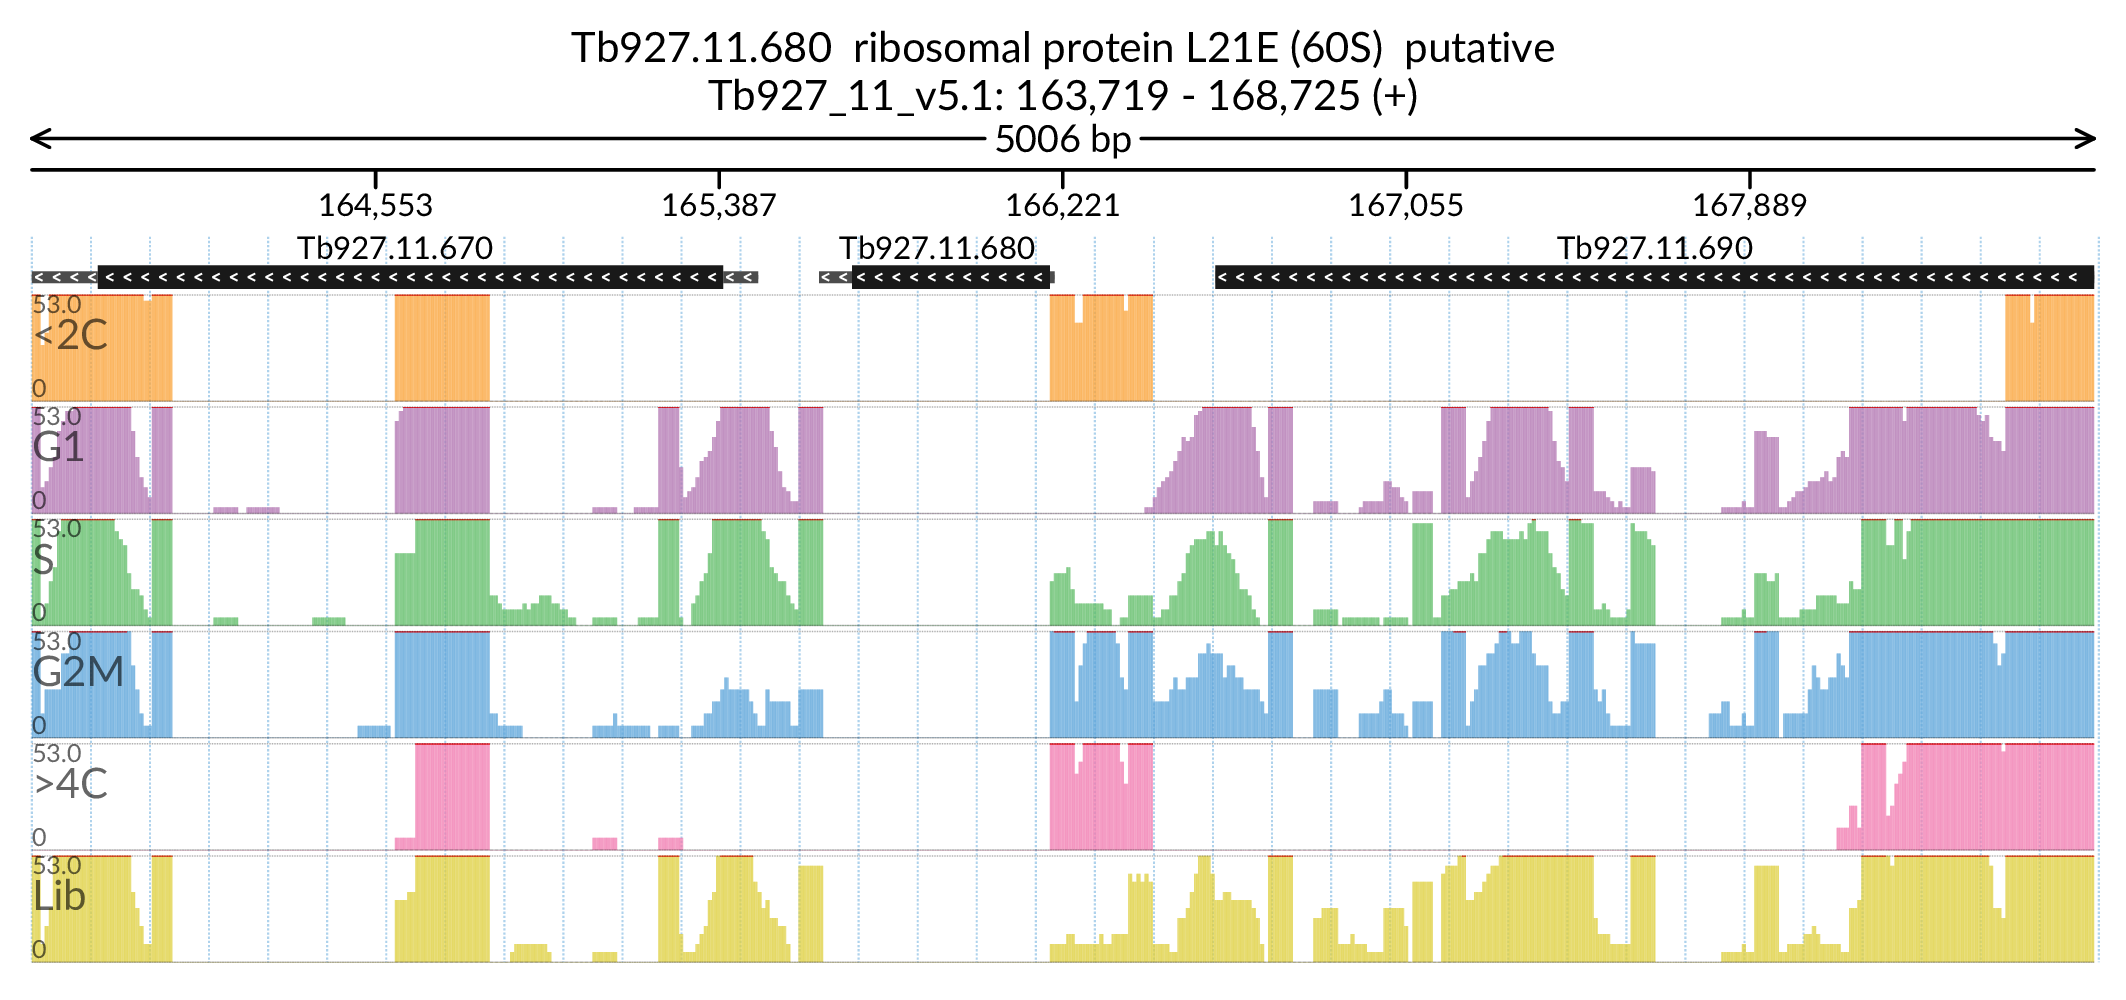 Tb927.11.680  ribosomal protein L21E (60S)  putative
Tb927_11_v5.1: 163,719 - 168,725 (+)
5006 bp
164,553 165,387 166,221 167,055 167,889
Tb927.11.670 Tb927.11.680 Tb927.11.690
53.0
<2C
0
53.0
G1
0
53.0
S
0
53.0
G2M
0
53.0
>4C
0
53.0
Lib
0